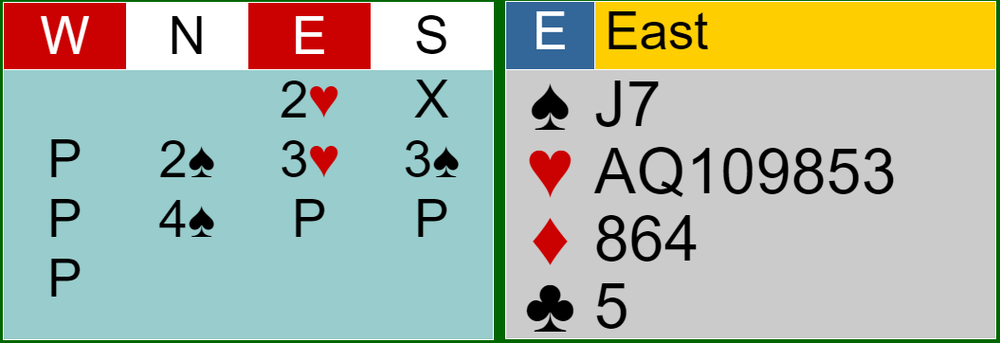 W N E S
2♥ X
P 2♠ 3♥ 3♠
P 4♠ P P
P
E East
♠ J7
♥ AQ109853
♦ 864
♣ 5